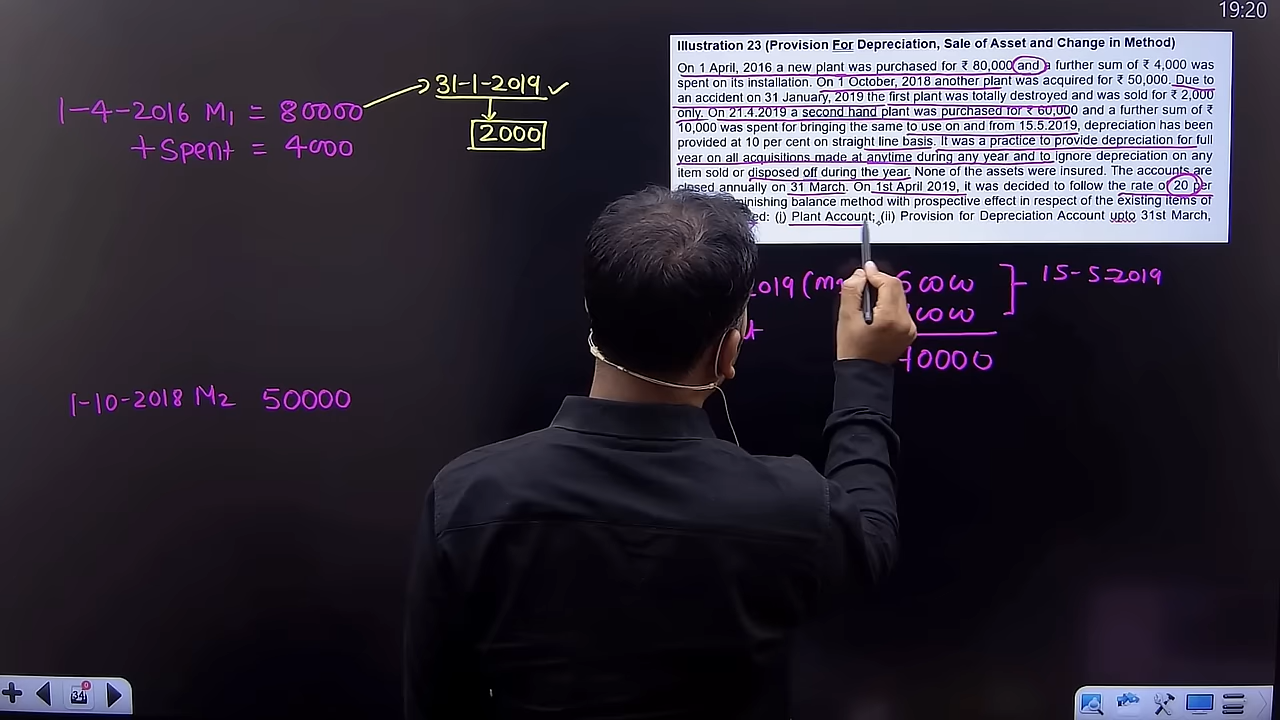 19:20
Illustration 23 (Provision For Depreciation, Sale of Asset and Change in Method)
On 1 April, 2016 a new plant was purchased for ₹ 80,000 and a further sum of ₹ 4,000 was
spent on its installation. On 1 October, 2018 another plant was acquired for ₹ 50,000. Due to
an accident on 31 January, 2019 the first plant was totally destroyed and was sold for ₹ 2,000
only. On 21.4.2019 a second hand plant was purchased for ₹ 60,000 and a further sum of ₹
10,000 was spent for bringing the same to use on and from 15.5.2019, depreciation has been
provided at 10 per cent on straight line basis. It was a practice to provide depreciation for full
year on all acquisitions made at anytime during any year and to ignore depreciation on any
item sold or disposed off during the year. None of the assets were insured. The accounts are
closed annually on 31 March. On 1st April 2019, it was decided to follow the rate of 20 per
minishing balance method with prospective effect in respect of the existing items of
(i) Plant Account; (ii) Provision for Depreciation Account upto 31st March,
1-4-2016 M1 = 80000
31-1-2019 ✓
2000
+ Spent = 4000
15-5-2019
1-10-2018 M2 50000
34